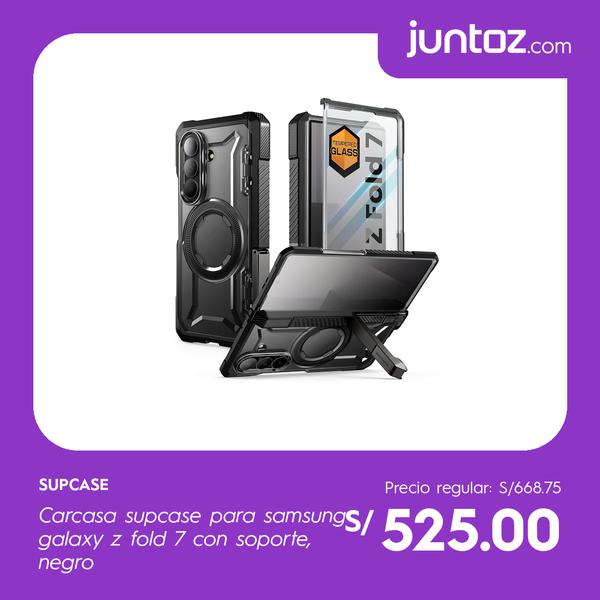 juntoz.com
TEMPERED
GLASS
Z Fold 7
SUPCASE
Precio regular: S/668.75
Carcasa supcase para samsung
galaxy z fold 7 con soporte,
negro
S/ 525.00